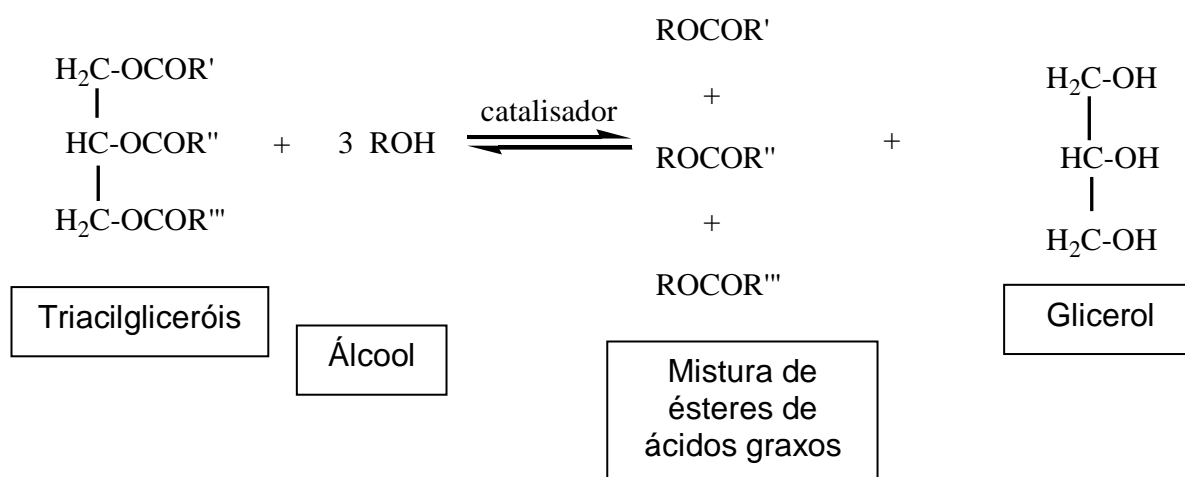 H₂C-OCOR'
HC-OCOR"
H₂C-OCOR'"
+
3 ROH
catalisador
ROCOR'
+
ROCOR"
+
ROCOR'"
+
H₂C-OH
HC-OH
H₂C-OH
Triacilgliceróis
Álcool
Mistura de
ésteres de
ácidos graxos
Glicerol